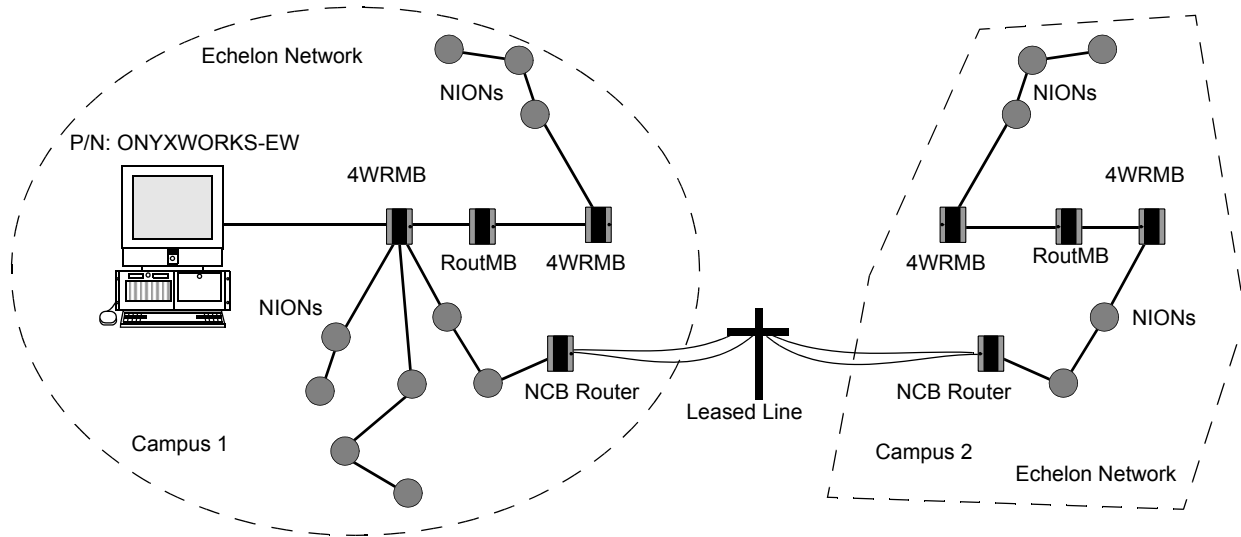 Echelon Network
NIONs
P/N: ONYXWORKS-EW
4WRMB
RoutMB
4WRMB
NIONs
NCB Router
Campus 1
Leased Line
NIONs
4WRMB
4WRMB
RoutMB
NIONs
NCB Router
Campus 2
Echelon Network